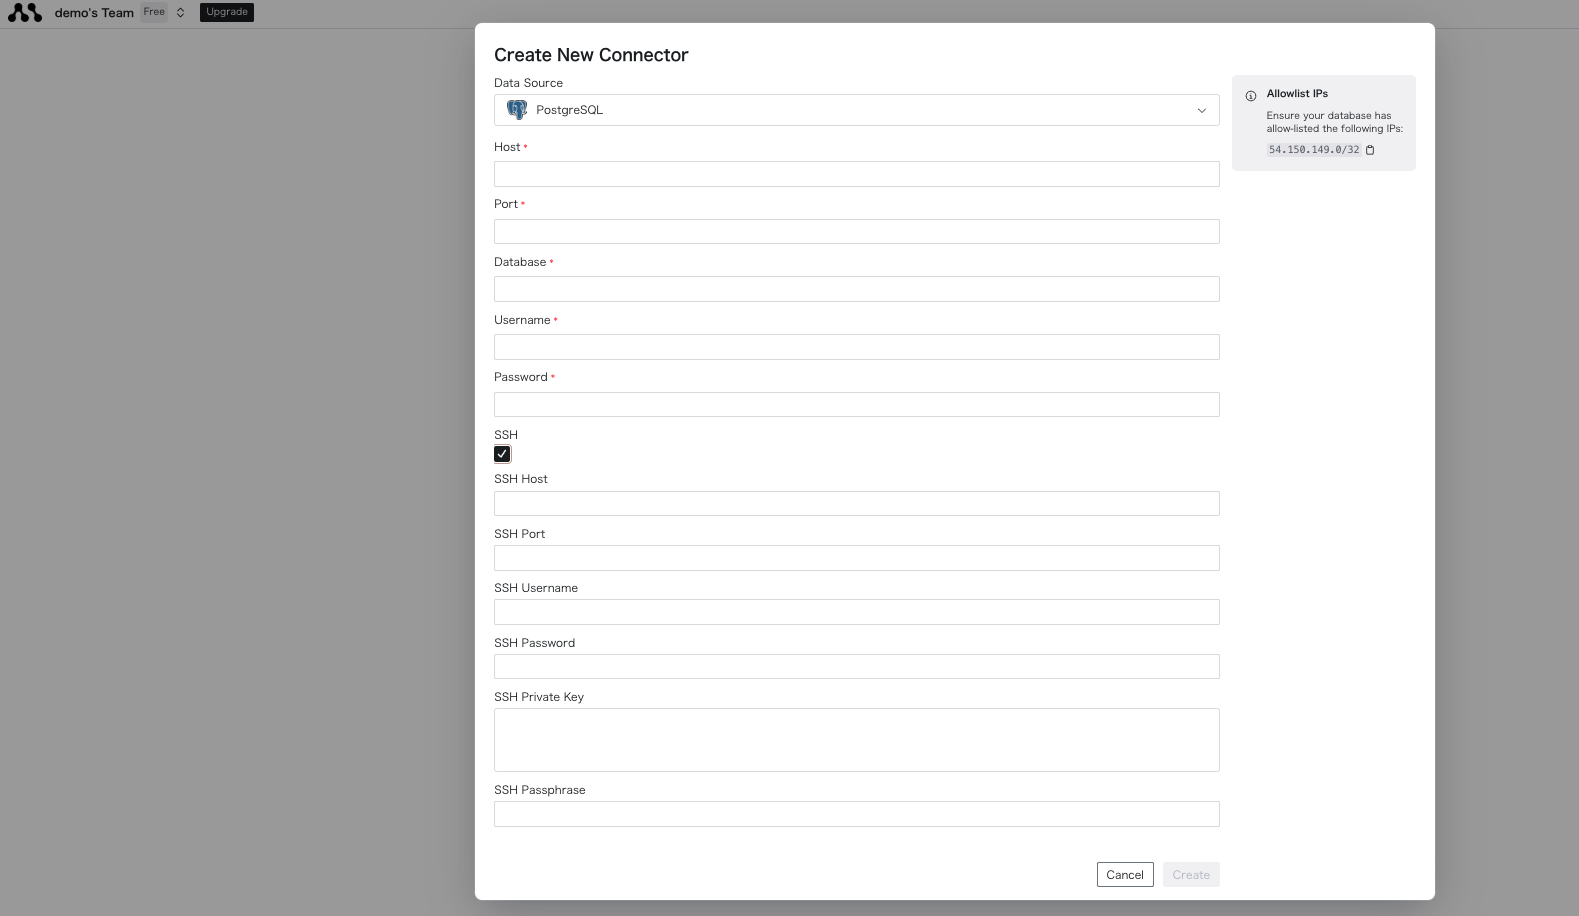 demo's Team Free Upgrade
Create New Connector
Data Source
PostgreSQL
Host *
Port *
Database *
Username *
Password *
SSH
SSH Host
SSH Port
SSH Username
SSH Password
SSH Private Key
SSH Passphrase
Cancel Create
Allowlist IPs
Ensure your database has
allow-listed the following IPs:
54.150.149.0/32